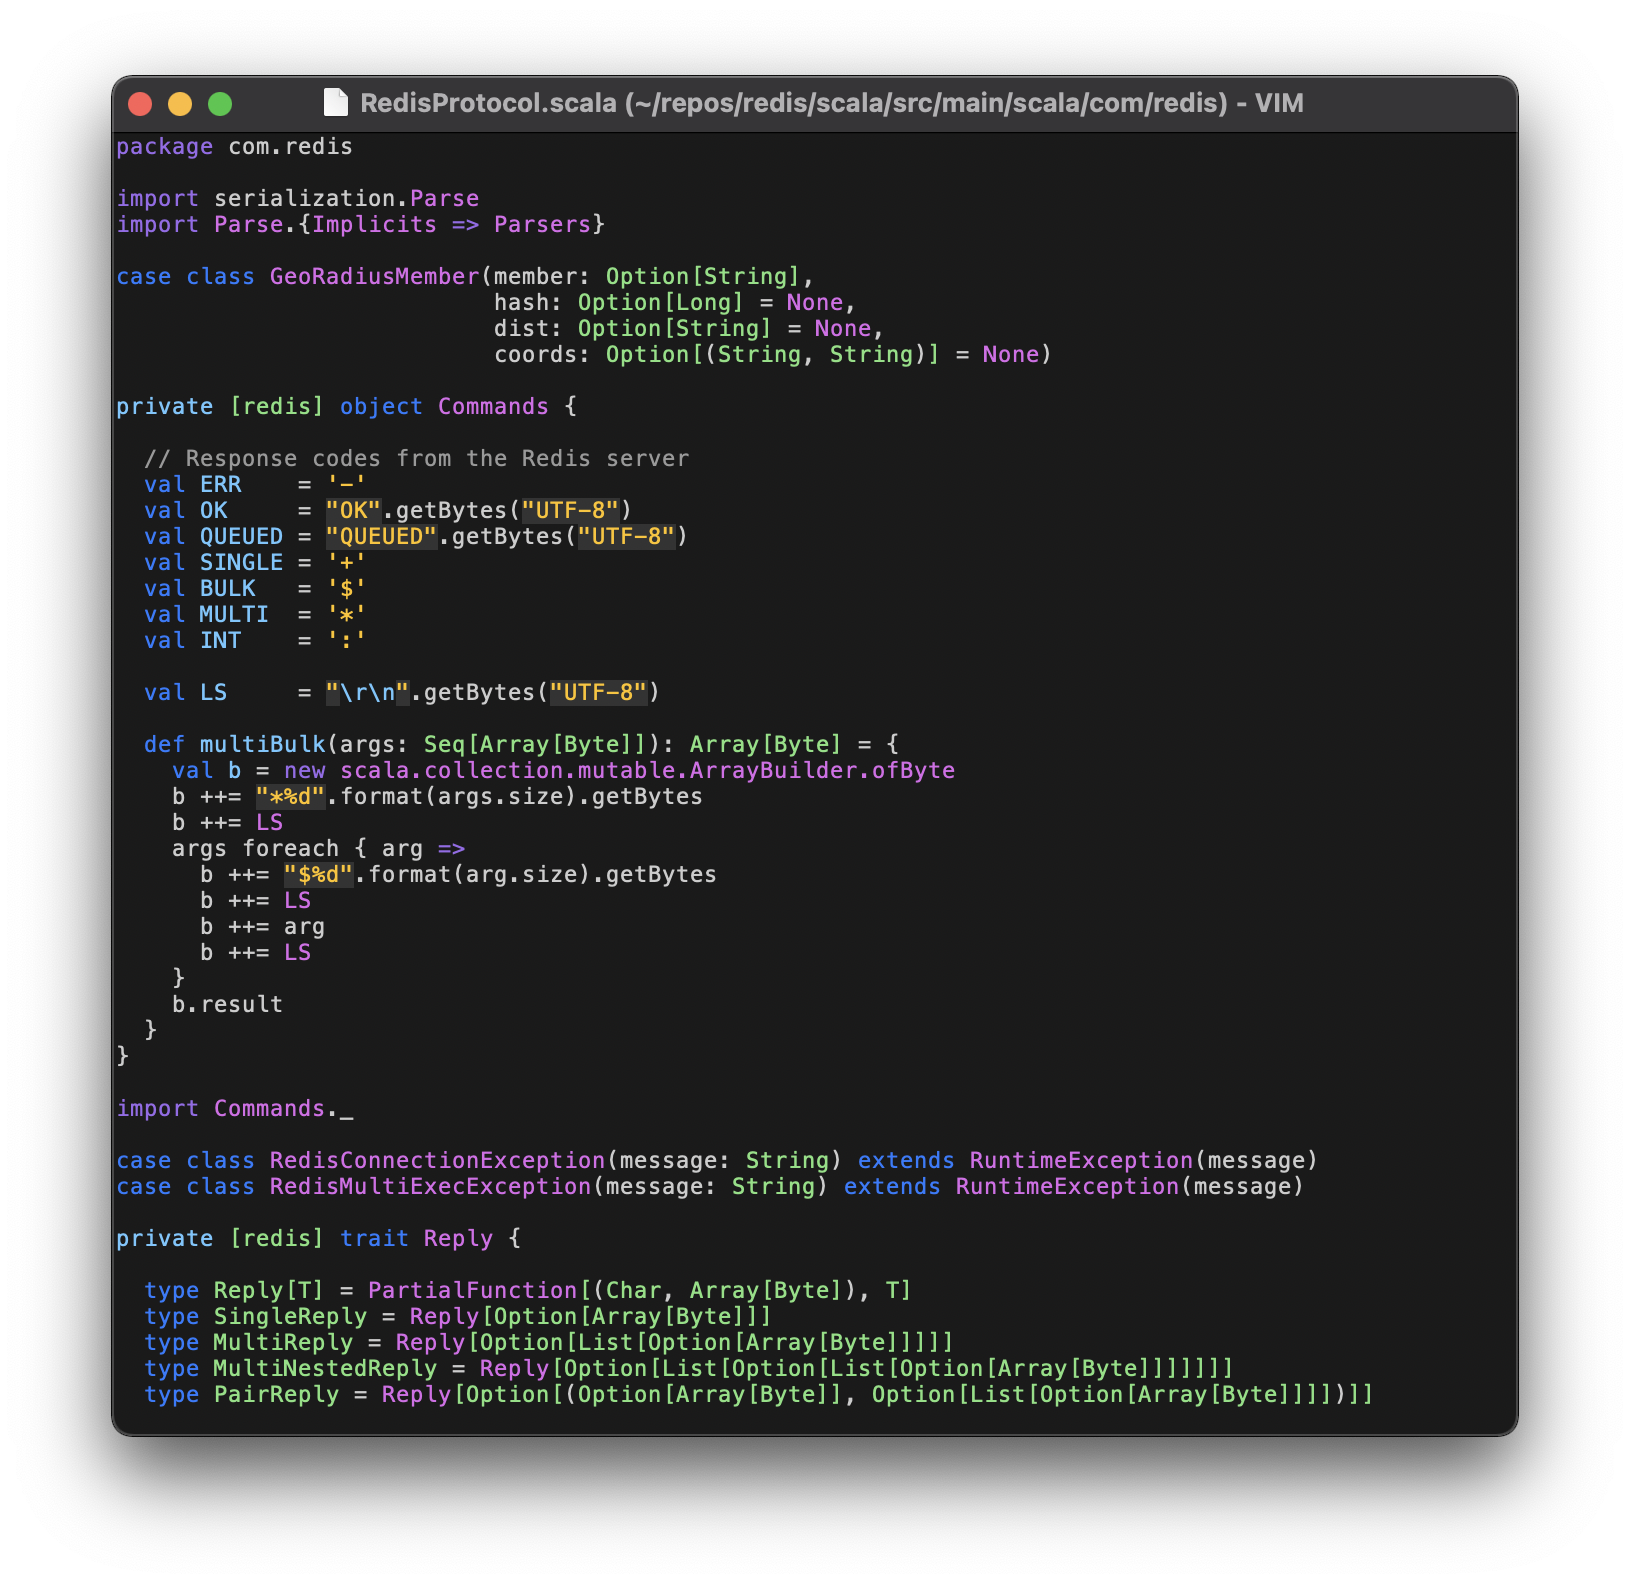 RedisProtocol.scala (~/repos/redis/scala/src/main/scala/com/redis) - VIM
package com.redis

import serialization.Parse
import Parse.{Implicits => Parsers}

case class GeoRadiusMember(member: Option[String],
                           hash: Option[Long] = None,
                           dist: Option[String] = None,
                           coords: Option[(String, String)] = None)

private [redis] object Commands {

  // Response codes from the Redis server
  val ERR    = '-'
  val OK     = "OK".getBytes("UTF-8")
  val QUEUED = "QUEUED".getBytes("UTF-8")
  val SINGLE = '+'
  val BULK   = '$'
  val MULTI  = '*'
  val INT    = ':'

  val LS     = "\r\n".getBytes("UTF-8")

  def multiBulk(args: Seq[Array[Byte]]): Array[Byte] = {
    val b = new scala.collection.mutable.ArrayBuilder.ofByte
    b ++= "*%d".format(args.size).getBytes
    b ++= LS
    args foreach { arg =>
      b ++= "$%d".format(arg.size).getBytes
      b ++= LS
      b ++= arg
      b ++= LS
    }
    b.result
  }
}

import Commands._

case class RedisConnectionException(message: String) extends RuntimeException(message)
case class RedisMultiExecException(message: String) extends RuntimeException(message)

private [redis] trait Reply {

  type Reply[T] = PartialFunction[(Char, Array[Byte]), T]
  type SingleReply = Reply[Option[Array[Byte]]]
  type MultiReply = Reply[Option[List[Option[Array[Byte]]]]]
  type MultiNestedReply = Reply[Option[List[Option[List[Option[Array[Byte]]]]]]]
  type PairReply = Reply[Option[(Option[Array[Byte]], Option[List[Option[Array[Byte]]]])]]